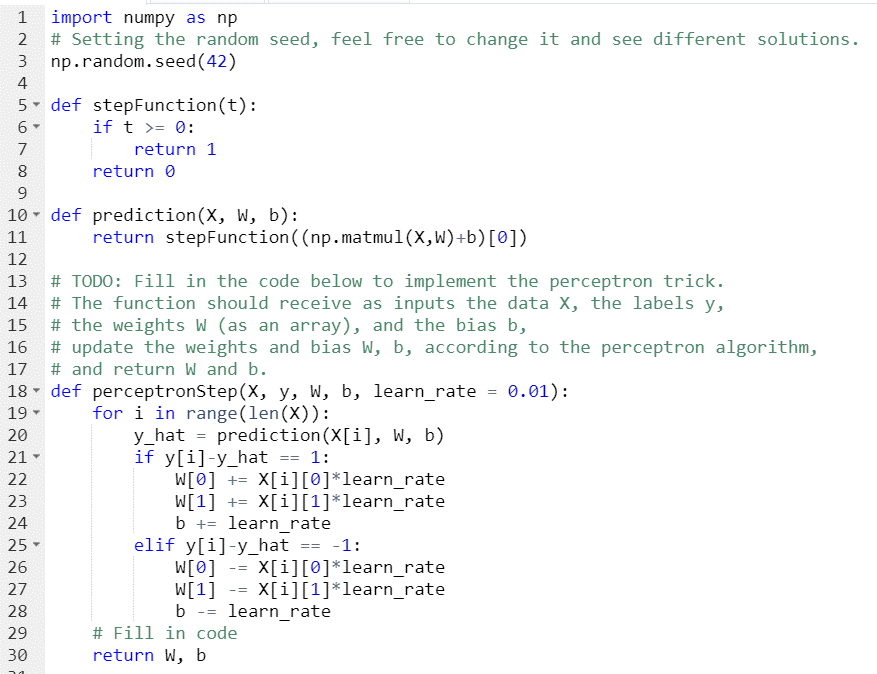 1 import numpy as np
2 # Setting the random seed, feel free to change it and see different solutions.
3 np.random.seed(42)
4
5 def stepFunction(t):
6     if t >= 0:
7         return 1
8     return 0
9
10 def prediction(X, W, b):
11     return stepFunction((np.matmul(X,W)+b)[0])
12
13 # TODO: Fill in the code below to implement the perceptron trick.
14 # The function should receive as inputs the data X, the labels y,
15 # the weights W (as an array), and the bias b,
16 # update the weights and bias W, b, according to the perceptron algorithm,
17 # and return W and b.
18 def perceptronStep(X, y, W, b, learn_rate = 0.01):
19     for i in range(len(X)):
20         y_hat = prediction(X[i], W, b)
21         if y[i]-y_hat == 1:
22             W[0] += X[i][0]*learn_rate
23             W[1] += X[i][1]*learn_rate
24             b += learn_rate
25         elif y[i]-y_hat == -1:
26             W[0] -= X[i][0]*learn_rate
27             W[1] -= X[i][1]*learn_rate
28             b -= learn_rate
29     # Fill in code
30     return W, b